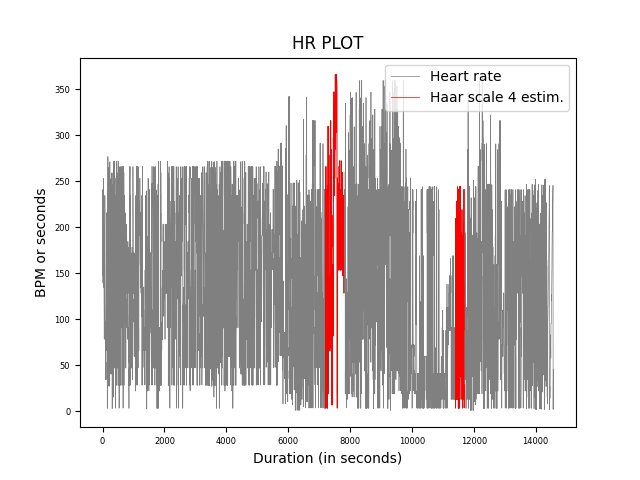 HR PLOT
Heart rate
Haar scale 4 estim.
BPM or seconds
350
300
250
200
150
100
50
0
0 2000 4000 6000 8000 10000 12000 14000
Duration (in seconds)